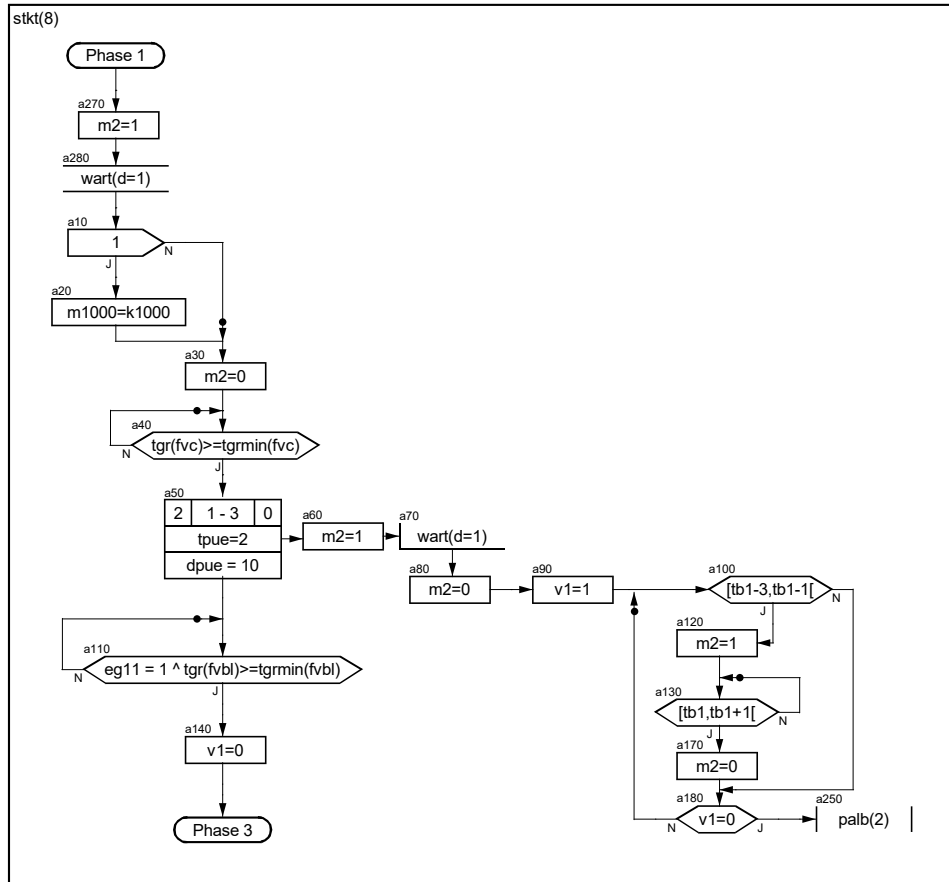 stkt(8)
Phase 1
a270
m2=1
a280
wart(d=1)
a10
1
N
J
a20
m1000=k1000
a30
m2=0
a40
tgr(fvc)>=tgrmin(fvc)
N
J
a50
2 1 - 3 0
tpue=2
dpue = 10
a60
m2=1
a70
wart(d=1)
a80
m2=0
a90
v1=1
a100
[tb1-3,tb1-1[
N
J
a120
m2=1
a110
eg11 = 1 ^ tgr(fvbl)>=tgrmin(fvbl)
N
J
a130
[tb1,tb1+1[
N
J
a140
v1=0
a170
m2=0
a180
v1=0
N
J
a250
palb(2)
Phase 3